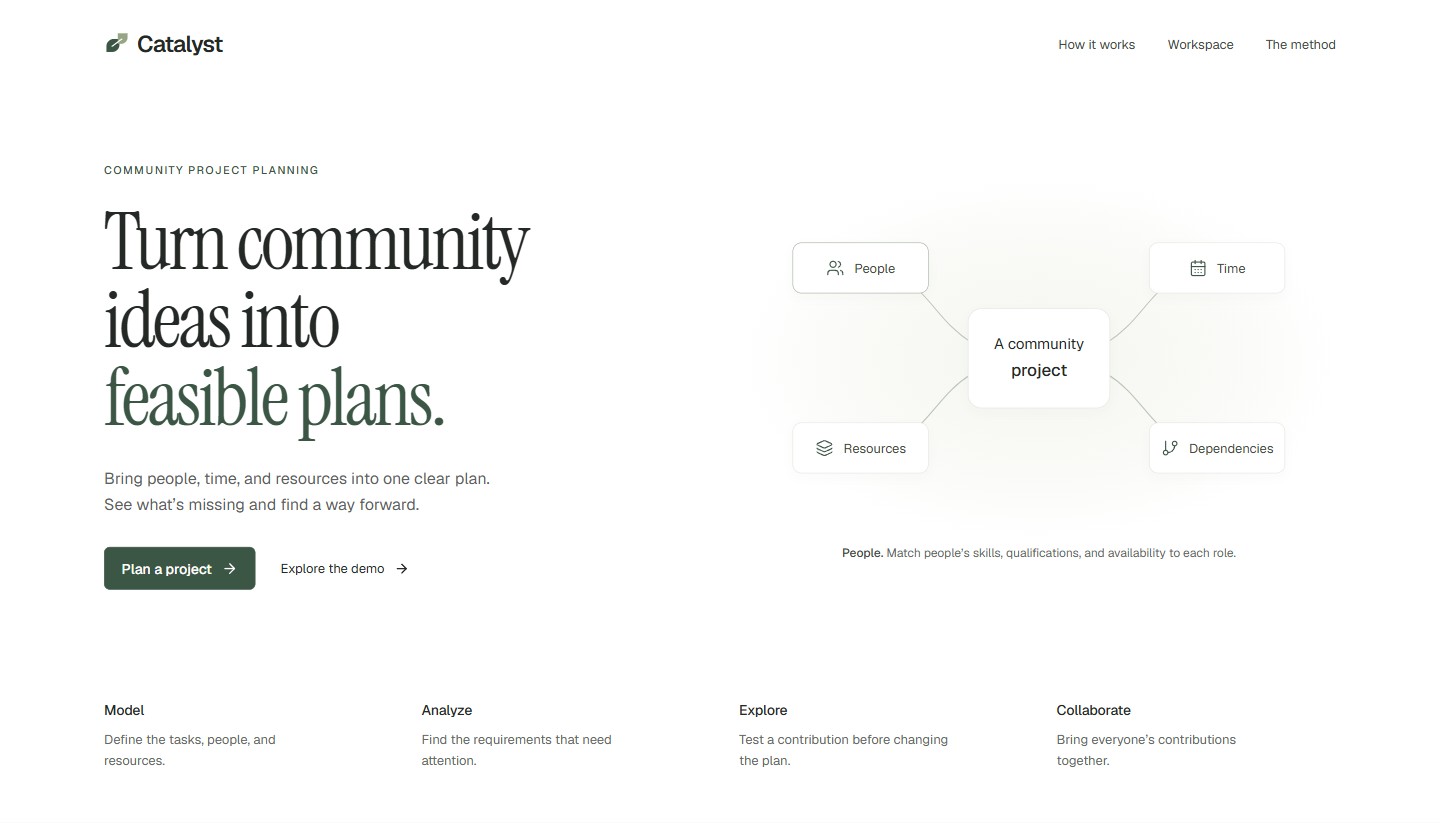 Catalyst
How it works
Workspace
The method
COMMUNITY PROJECT PLANNING
Turn community
ideas into
feasible plans.
Bring people, time, and resources into one clear plan.
See what’s missing and find a way forward.
Plan a project
Explore the demo
People
Time
A community
project
Resources
Dependencies
People. Match people’s skills, qualifications, and availability to each role.
Model
Define the tasks, people, and
resources.
Analyze
Find the requirements that need
attention.
Explore
Test a contribution before changing
the plan.
Collaborate
Bring everyone’s contributions
together.